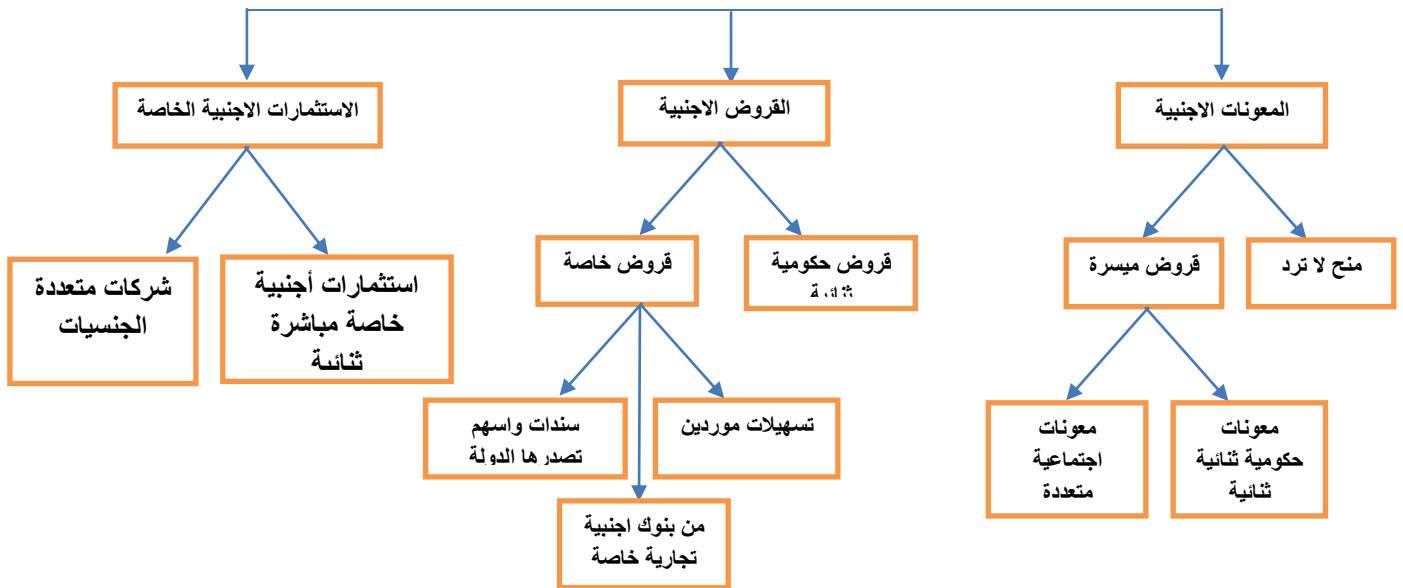 المعونات الاجنبية
القروض الاجنبية
الاستثمارات الاجنبية الخاصة
منح لا ترد
قروض ميسرة
قروض حكومية
ثنائية
قروض خاصة
استثمارات أجنبية
خاصة مباشرة
ثنائية
شركات متعددة
الجنسيات
معونات
حكومية ثنائية
ثنائية
معونات
اجتماعية
متعددة
تسهيلات موردين
سندات واسهم
تصدرها الدولة
من بنوك اجنبية
تجارية خاصة